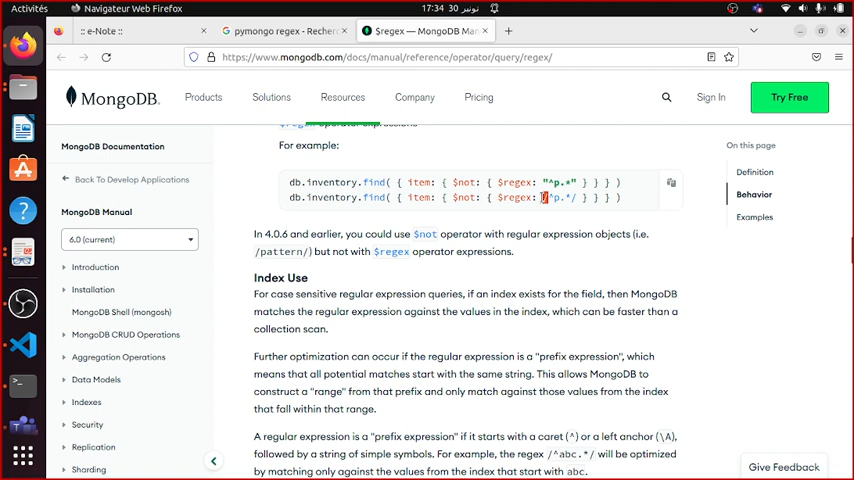 Activités
Navigateur Web Firefox
17:34 30 نونبر
:: e-Note ::
pymongo regex - Recherc
$regex — MongoDB Man
https://www.mongodb.com/docs/manual/reference/operator/query/regex/
MongoDB.
Products
Solutions
Resources
Company
Pricing
Sign In
Try Free
MongoDB Documentation
Back To Develop Documentation
MongoDB Manual
6.0 (current)
Introduction
Installation
MongoDB Shell (mongosh)
MongoDB CRUD Operations
Aggregation Operations
Data Models
Indexes
Security
Replication
Sharding
$regex operator expressions
For example:
db.inventory.find( { item: { $not: { $regex: "^p.*" } } } )
db.inventory.find( { item: { $not: { $regex: /^p.*/ } } } )
In 4.0.6 and earlier, you could use $not operator with regular expression objects (i.e.
/pattern/) but not with $regex operator expressions.
Index Use
For case sensitive regular expression queries, if an index exists for the field, then MongoDB
matches the regular expression against the values in the index, which can be faster than a
collection scan.
Further optimization can occur if the regular expression is a "prefix expression", which
means that all potential matches start with the same string. This allows MongoDB to
construct a "range" from that prefix and only match against those values from the index
that fall within that range.
A regular expression is a "prefix expression" if it starts with a caret (^) or a left anchor (\A),
followed by a string of simple symbols. For example, the regex /^abc.*/ will be optimized
by matching only against the values from the index that start with abc.
On this page
Definition
Behavior
Examples
Give Feedback